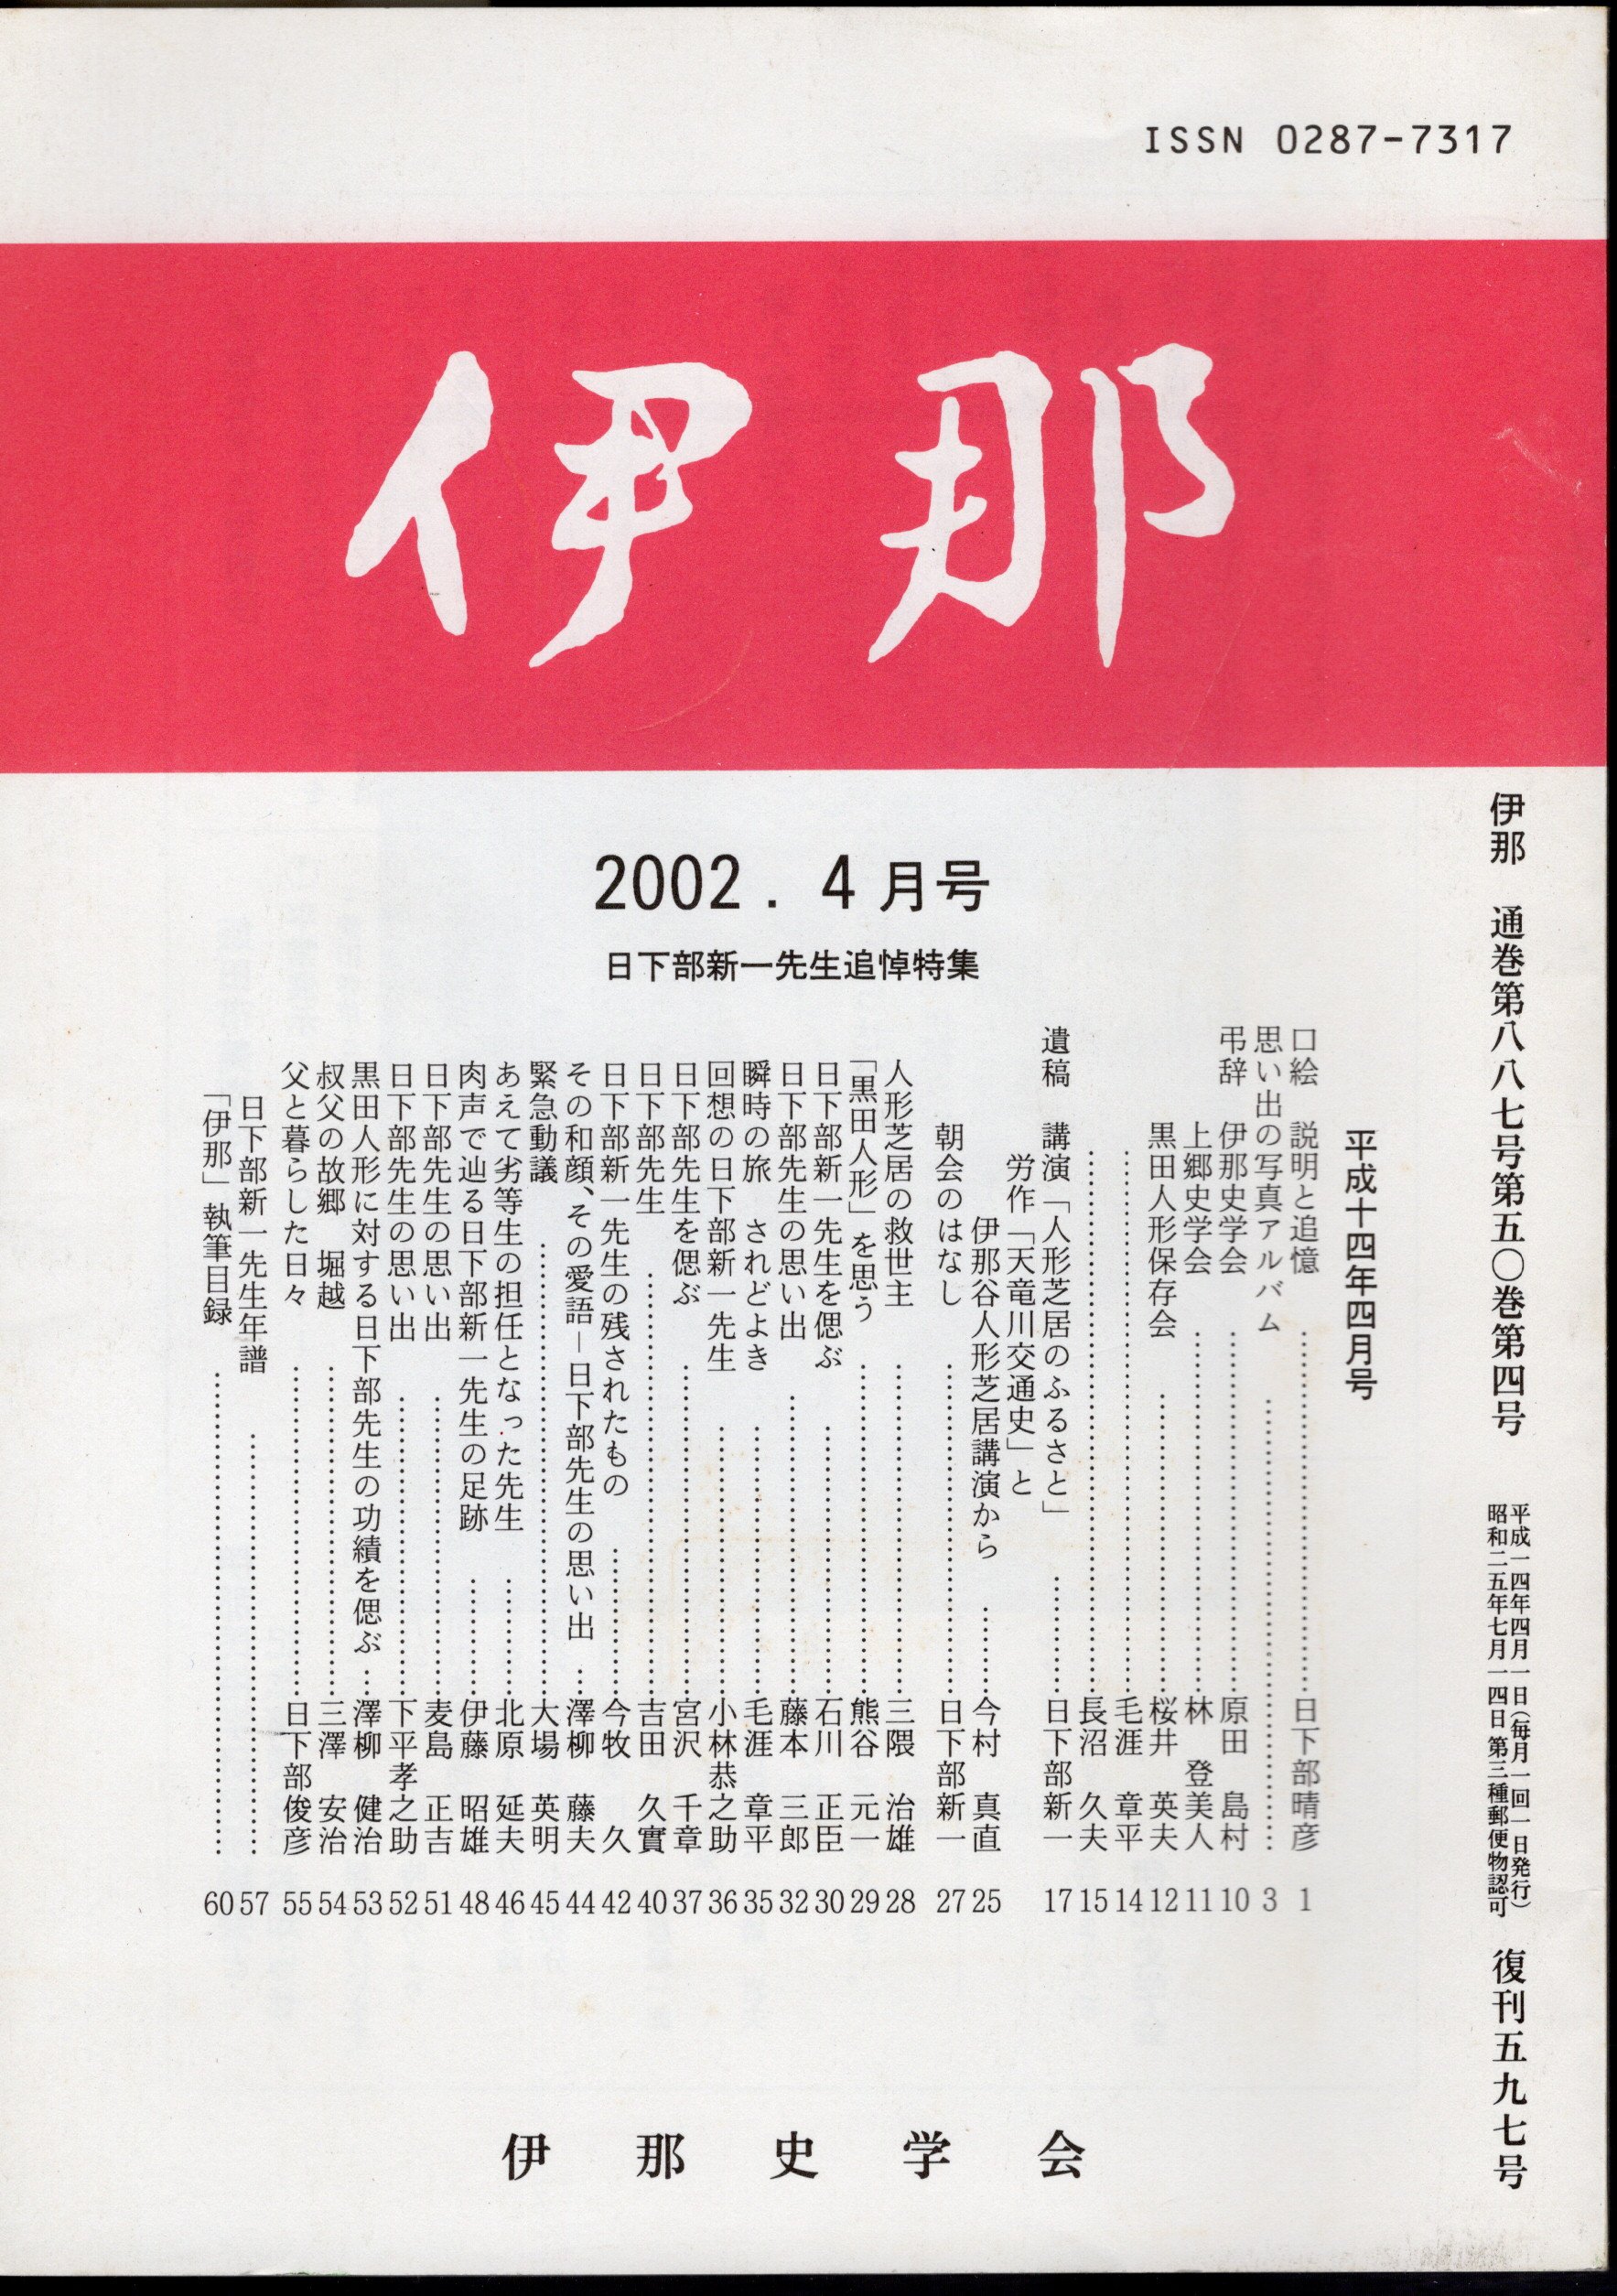 ISSN 0287-7317
伊那
伊那　通巻第八八七号第五〇巻第四号　平成一四年四月一日（毎月一回一日発行）　復刊五九七号
昭和二五年七月一四日第三種郵便物認可
2002．4月号
日下部新一先生追悼特集
平成十四年四月号
口絵　説明と追憶……日下部晴彦 1
思い出の写真アルバム…… 3
弔辞　伊那史学会……原田　島村 10
上郷史学会……林　登美人 11
黒田人形保存会……桜井　英夫 12
……毛涯　章平 14
……長沼　久夫 15
遺稿　講演「人形芝居のふるさと」……日下部新一 17
労作「天竜川交通史」と
伊那谷人形芝居講演から……今村　真直 25
朝会のはなし……日下部新一 27
人形芝居の救世主……三隈　治雄 28
「黒田人形」を思う……熊谷　元一 29
日下部新一先生を偲ぶ……石川　正臣 30
日下部先生の思い出……藤本　三郎 32
瞬時の旅　されどよき……毛涯　章平 35
回想の日下部新一先生……小林恭之助 36
日下部先生を偲ぶ……宮沢　千章 37
日下部先生……吉田　久實 40
日下部新一先生の残されたもの……今牧　久 42
その和顔、その愛語－日下部先生の思い出…澤柳　藤夫 44
緊急動議……大場　英明 45
あえて劣等生の担任となった先生……北原　延夫 46
肉声で辿る日下部新一先生の足跡……伊藤　昭雄 48
日下部先生の思い出……麦島　正吉 51
日下部先生の思い出……下平孝之助 52
黒田人形に対する日下部先生の功績を偲ぶ…澤柳　健治 53
叔父の故郷　堀越……三澤　安治 54
父と暮らした日々……日下部俊彦 55
日下部新一先生年譜…… 57
「伊那」執筆目録…… 60
伊那史学会